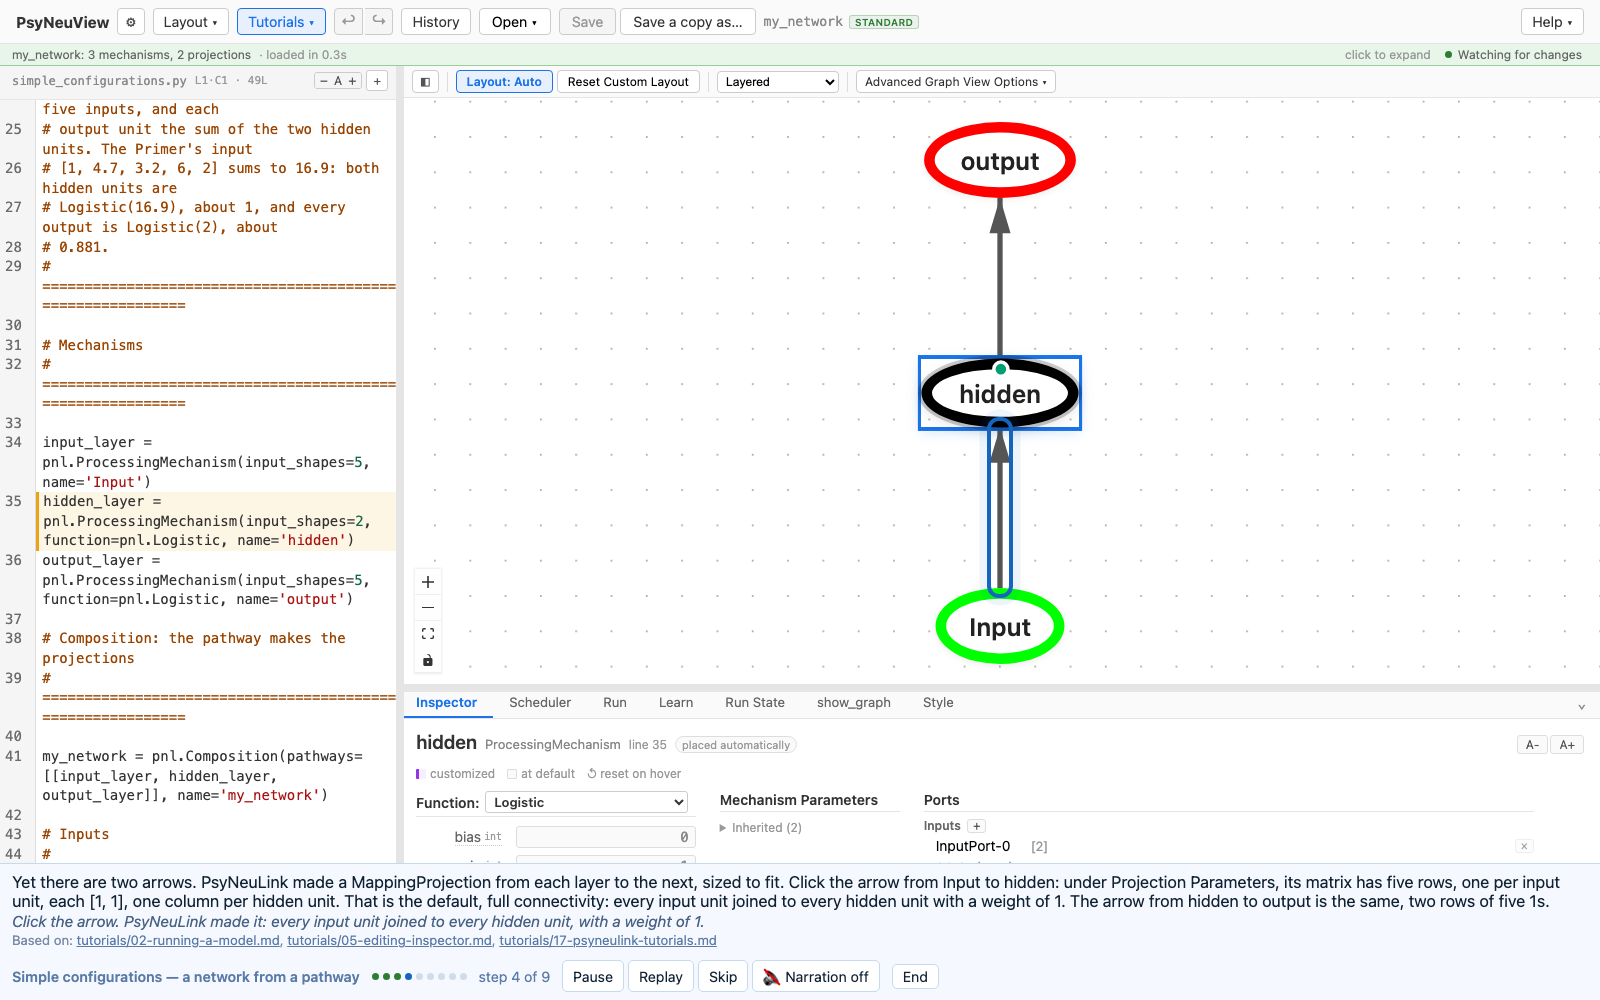 PsyNeuView ⚙ Layout ▾ Tutorials ▾ ↩ ↪ History Open ▾ Save Save a copy as... my_network STANDARD Help ▾
my_network: 3 mechanisms, 2 projections · loaded in 0.3s click to expand ● Watching for changes
simple_configurations.py L1·C1 · 49L − A + +
Layout: Auto Reset Custom Layout Layered Advanced Graph View Options ▾
five inputs, and each
25 # output unit the sum of the two hidden
units. The Primer's input
26 # [1, 4.7, 3.2, 6, 2] sums to 16.9: both
hidden units are
27 # Logistic(16.9), about 1, and every
output is Logistic(2), about
28 # 0.881.
29 #
=========================================
=================
30
31 # Mechanisms
32 #
=========================================
=================
33
34 input_layer =
pnl.ProcessingMechanism(input_shapes=5,
name='Input')
35 hidden_layer =
pnl.ProcessingMechanism(input_shapes=2,
function=pnl.Logistic, name='hidden')
36 output_layer =
pnl.ProcessingMechanism(input_shapes=5,
function=pnl.Logistic, name='output')
37
38 # Composition: the pathway makes the
projections
39 #
=========================================
=================
40
41 my_network = pnl.Composition(pathways=
[[input_layer, hidden_layer,
output_layer]], name='my_network')
42
43 # Inputs
44 #
output
hidden
Input
Inspector Scheduler Run Learn Run State show_graph Style
hidden ProcessingMechanism line 35 placed automatically A- A+
customized at default reset on hover
Function: Logistic
bias int 0
Mechanism Parameters
▸ Inherited (2)
Ports
Inputs +
InputPort-0 [2] ×
Yet there are two arrows. PsyNeuLink made a MappingProjection from each layer to the next, sized to fit. Click the arrow from Input to hidden: under Projection Parameters, its matrix has five rows, one per input
unit, each [1, 1], one column per hidden unit. That is the default, full connectivity: every input unit joined to every hidden unit with a weight of 1. The arrow from hidden to output is the same, two rows of five 1s.
Click the arrow. PsyNeuLink made it: every input unit joined to every hidden unit, with a weight of 1.
Based on: tutorials/02-running-a-model.md, tutorials/05-editing-inspector.md, tutorials/17-psyneulink-tutorials.md
Simple configurations — a network from a pathway step 4 of 9 Pause Replay Skip Narration off End